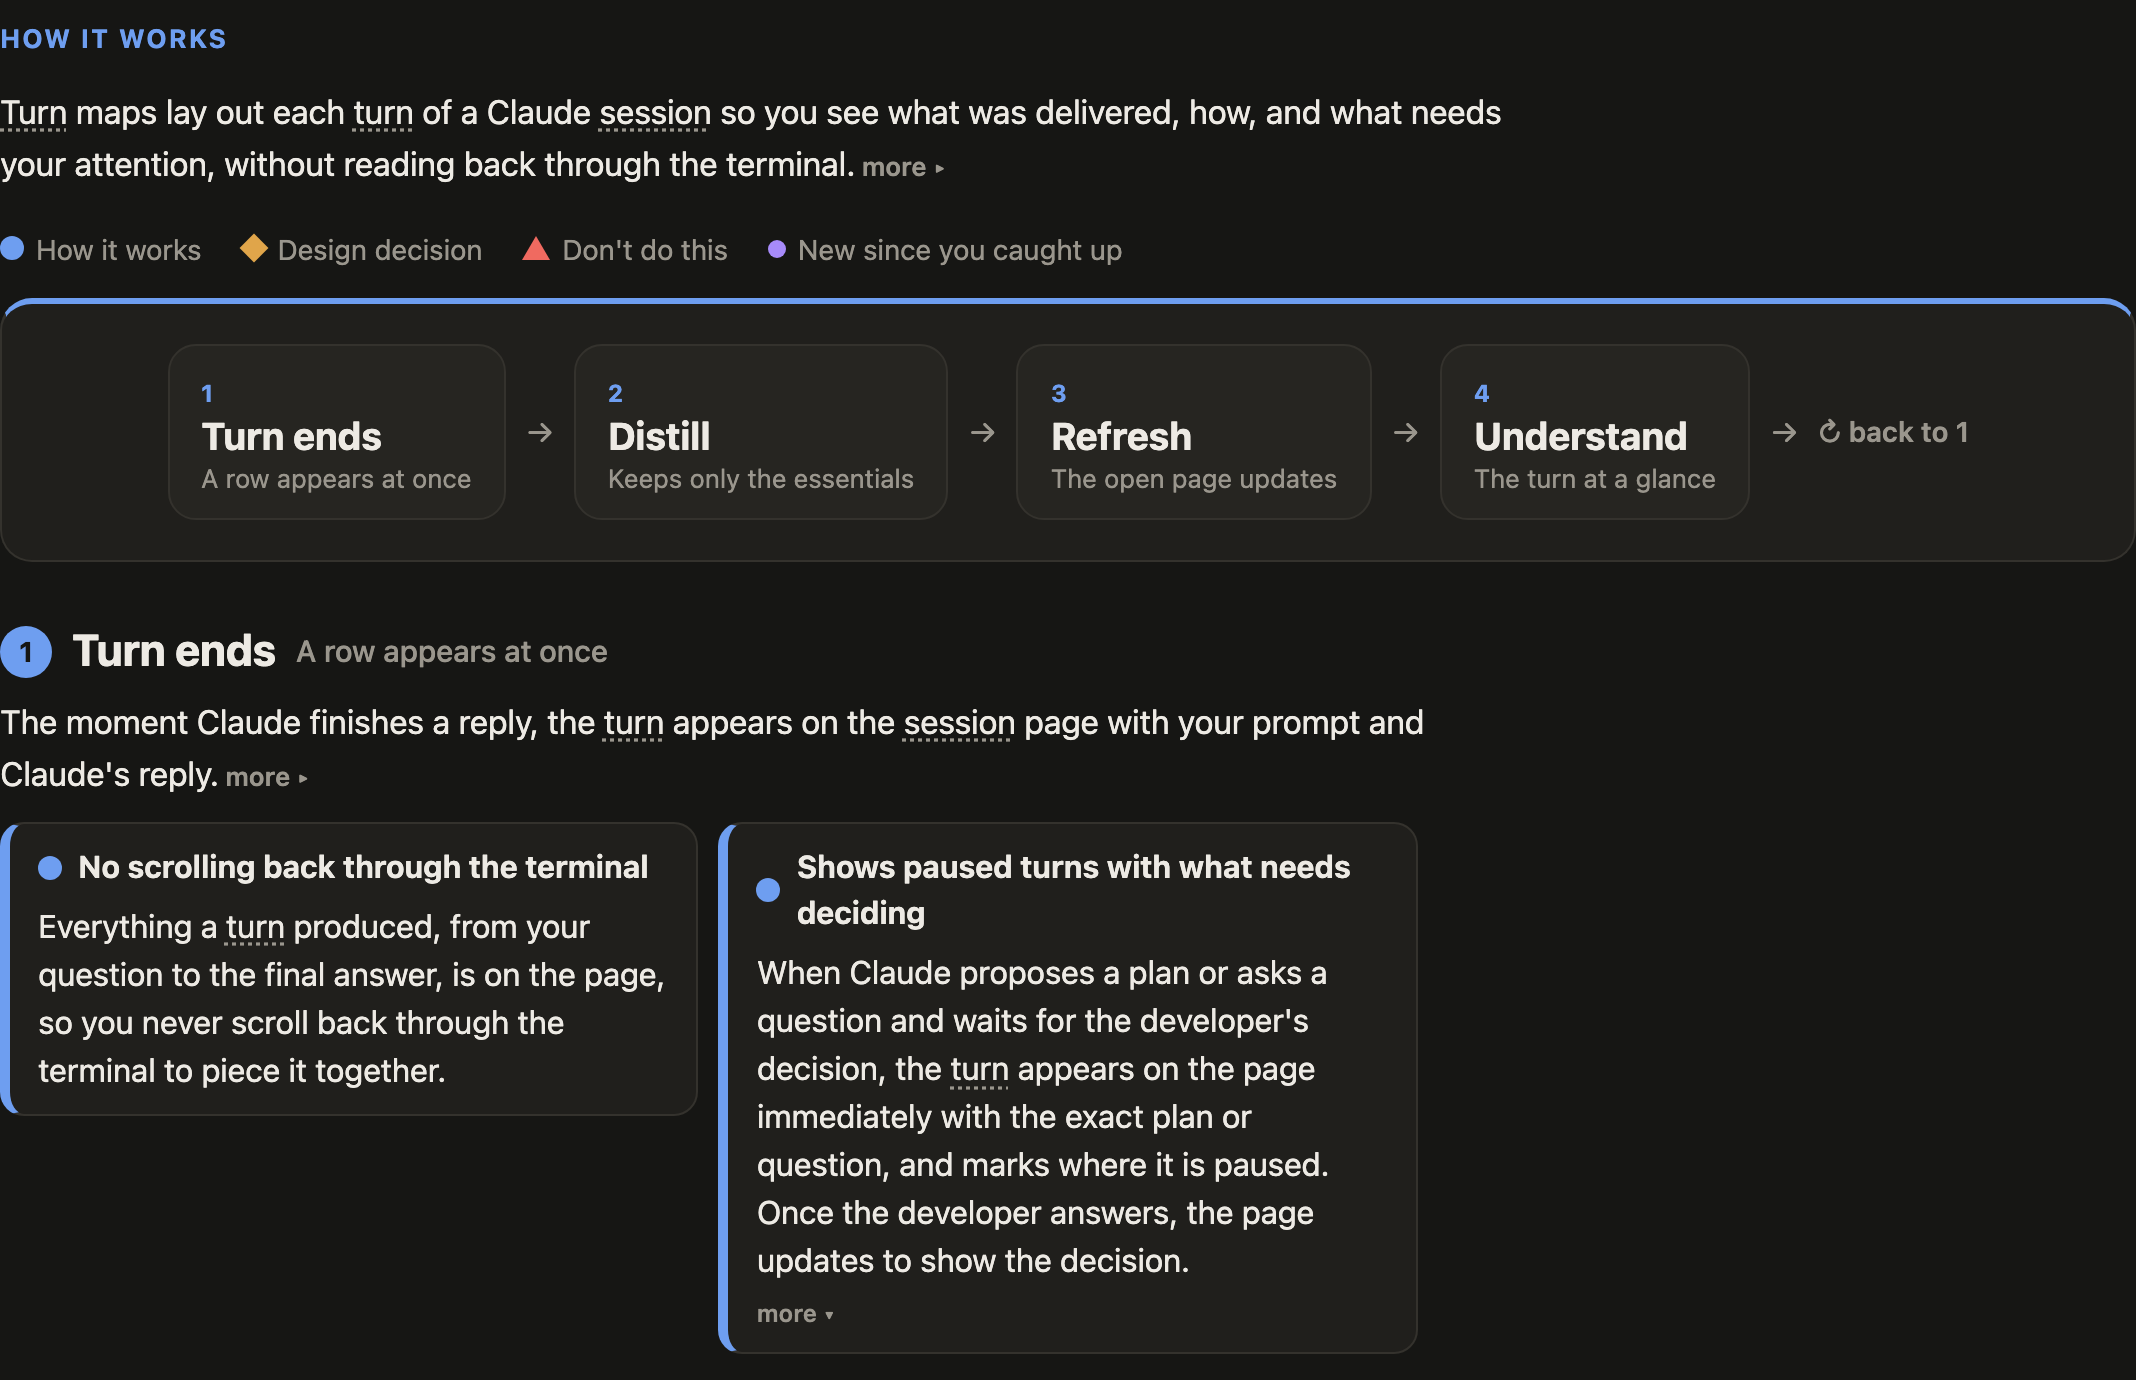 HOW IT WORKS
Turn maps lay out each turn of a Claude session so you see what was delivered, how, and what needs
your attention, without reading back through the terminal. more ▸
How it works
Design decision
Don't do this
New since you caught up
1
Turn ends
A row appears at once
→
2
Distill
Keeps only the essentials
→
3
Refresh
The open page updates
→
4
Understand
The turn at a glance
→ ↻ back to 1
1 Turn ends A row appears at once
The moment Claude finishes a reply, the turn appears on the session page with your prompt and
Claude's reply. more ▸
No scrolling back through the terminal
Everything a turn produced, from your
question to the final answer, is on the page,
so you never scroll back through the
terminal to piece it together.
Shows paused turns with what needs
deciding
When Claude proposes a plan or asks a
question and waits for the developer's
decision, the turn appears on the page
immediately with the exact plan or
question, and marks where it is paused.
Once the developer answers, the page
updates to show the decision.
more ▾